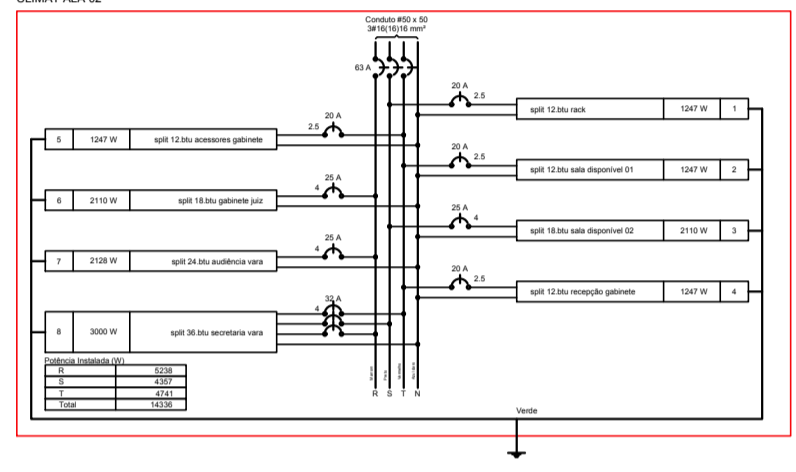 CLIMAT ALA 02
Conduto #50 x 50
3#16(16)16 mm²
63 A
20 A
2.5
split 12.btu rack 1247 W 1
20 A
2.5
5 1247 W split 12.btu acessores gabinete
20 A
2.5
split 12.btu sala disponível 01 1247 W 2
25 A
4
6 2110 W split 18.btu gabinete juiz
25 A
4
split 18.btu sala disponível 02 2110 W 3
25 A
4
7 2128 W split 24.btu audiência vara
20 A
2.5
split 12.btu recepção gabinete 1247 W 4
32 A
4
8 3000 W split 36.btu secretaria vara
Potência Instalada (W)
R 5238
S 4357
T 4741
Total 14336
R S T N
Verde